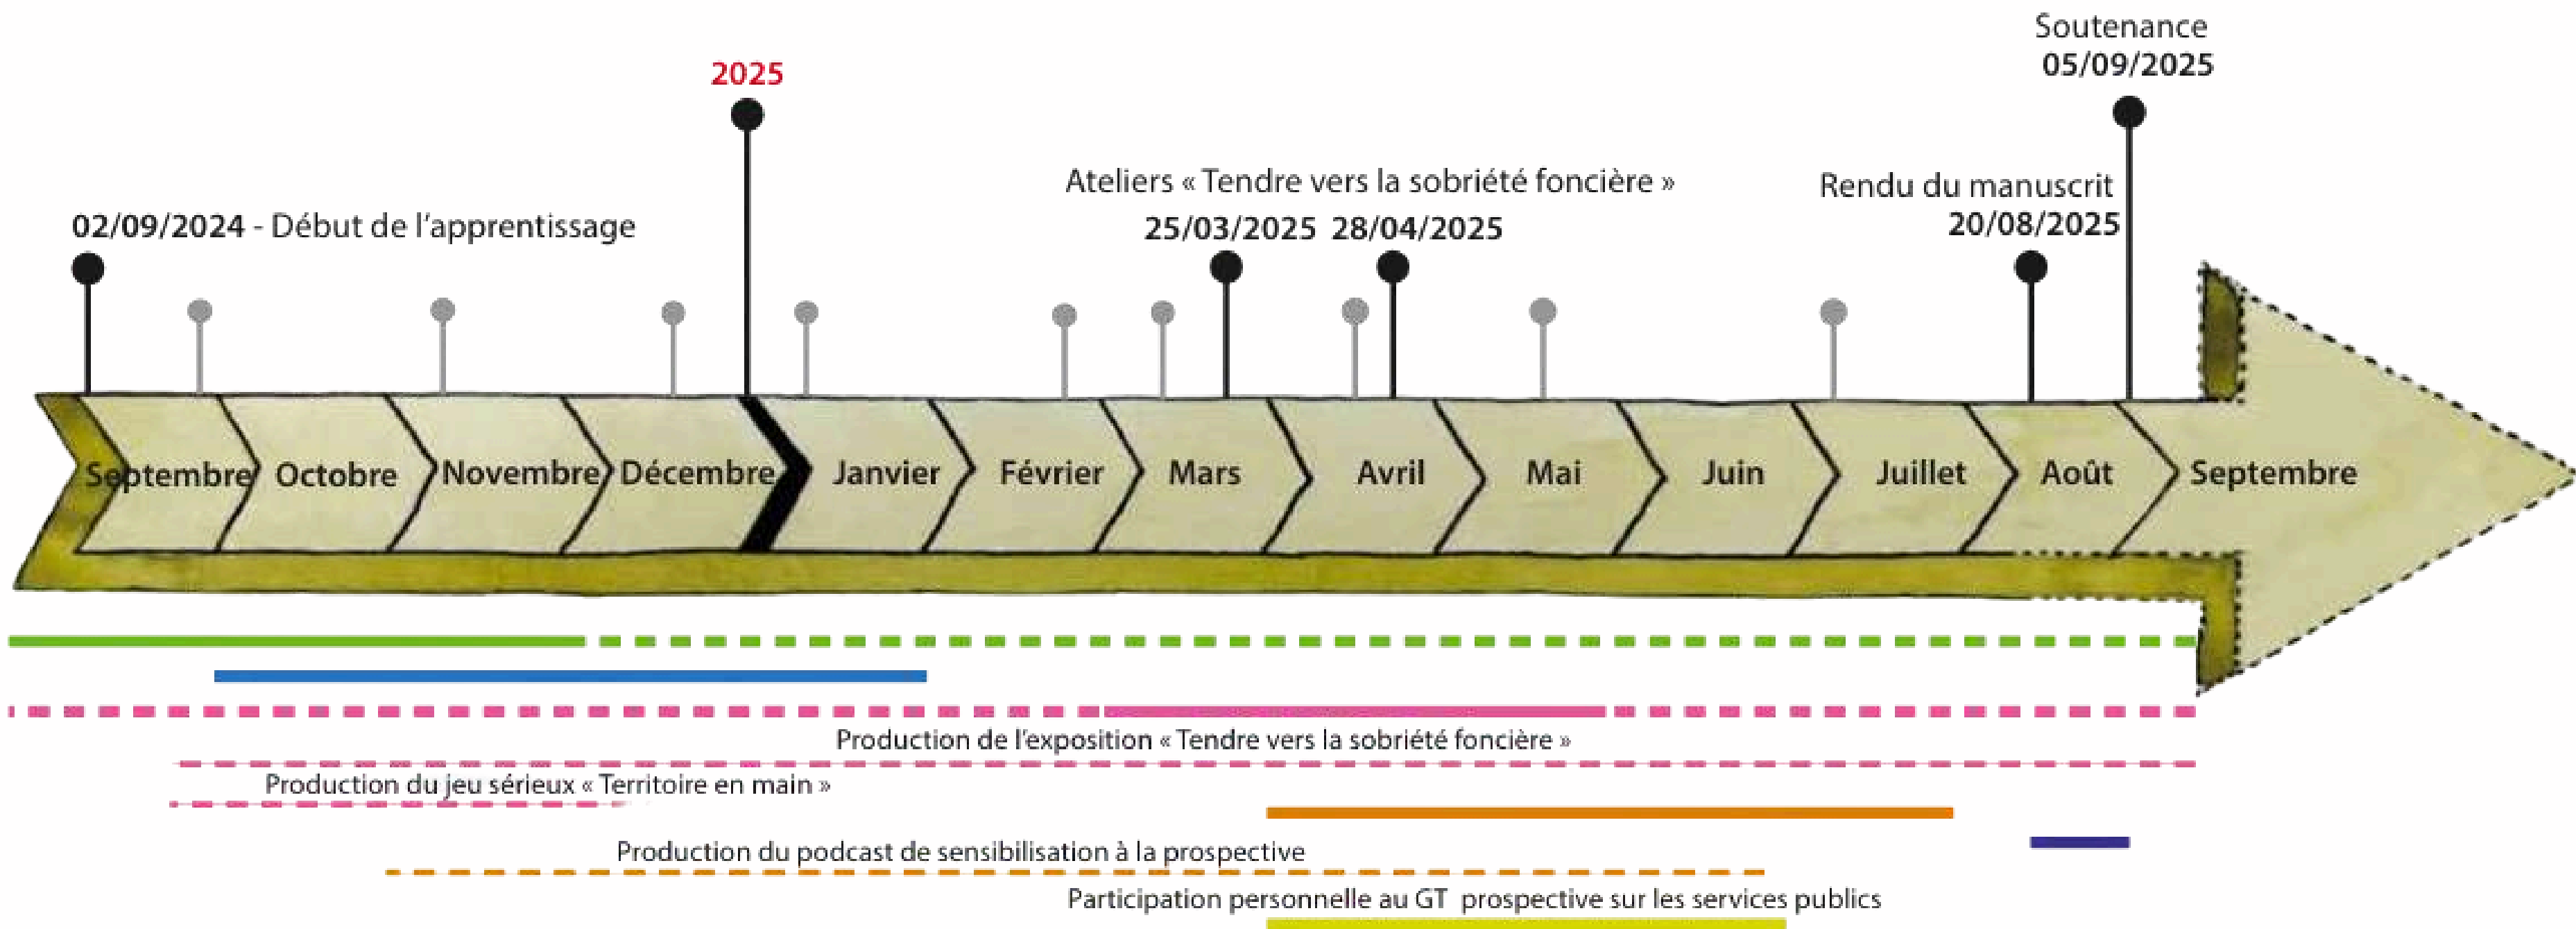 Soutenance
05/09/2025
2025
Ateliers « Tendre vers la sobriété foncière »
Rendu du manuscrit
02/09/2024 - Début de l'apprentissage
25/03/2025 28/04/2025
20/08/2025
Septembre Octobre Novembre Décembre Janvier Février Mars Avril Mai Juin Juillet Août Septembre
Production de l'exposition « Tendre vers la sobriété foncière »
Production du jeu sérieux « Territoire en main »
Production du podcast de sensibilisation à la prospective
Participation personnelle au GT prospective sur les services publics